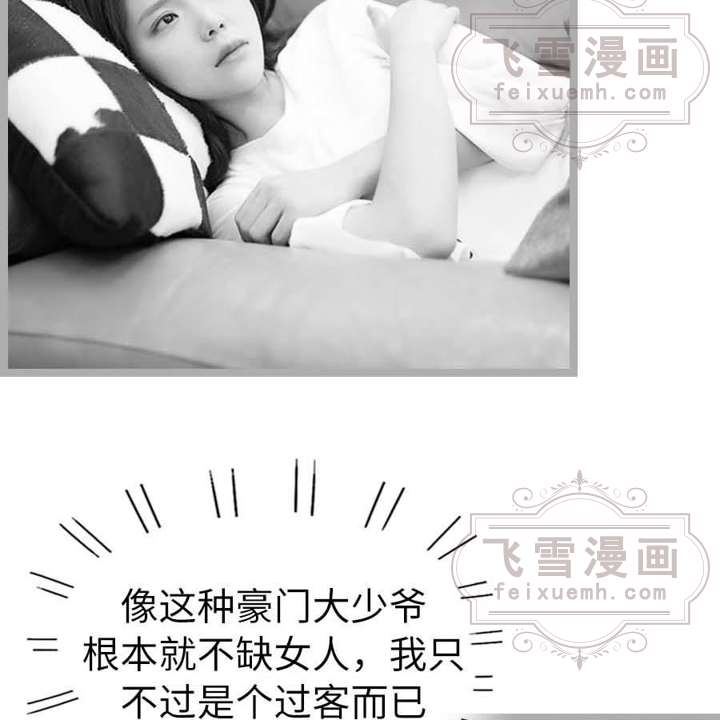 飞雪漫画
feixuemh.com
飞雪漫画
feixuemh.com
像这种豪门大少爷
根本就不缺女人，我只
不过是个过客而已